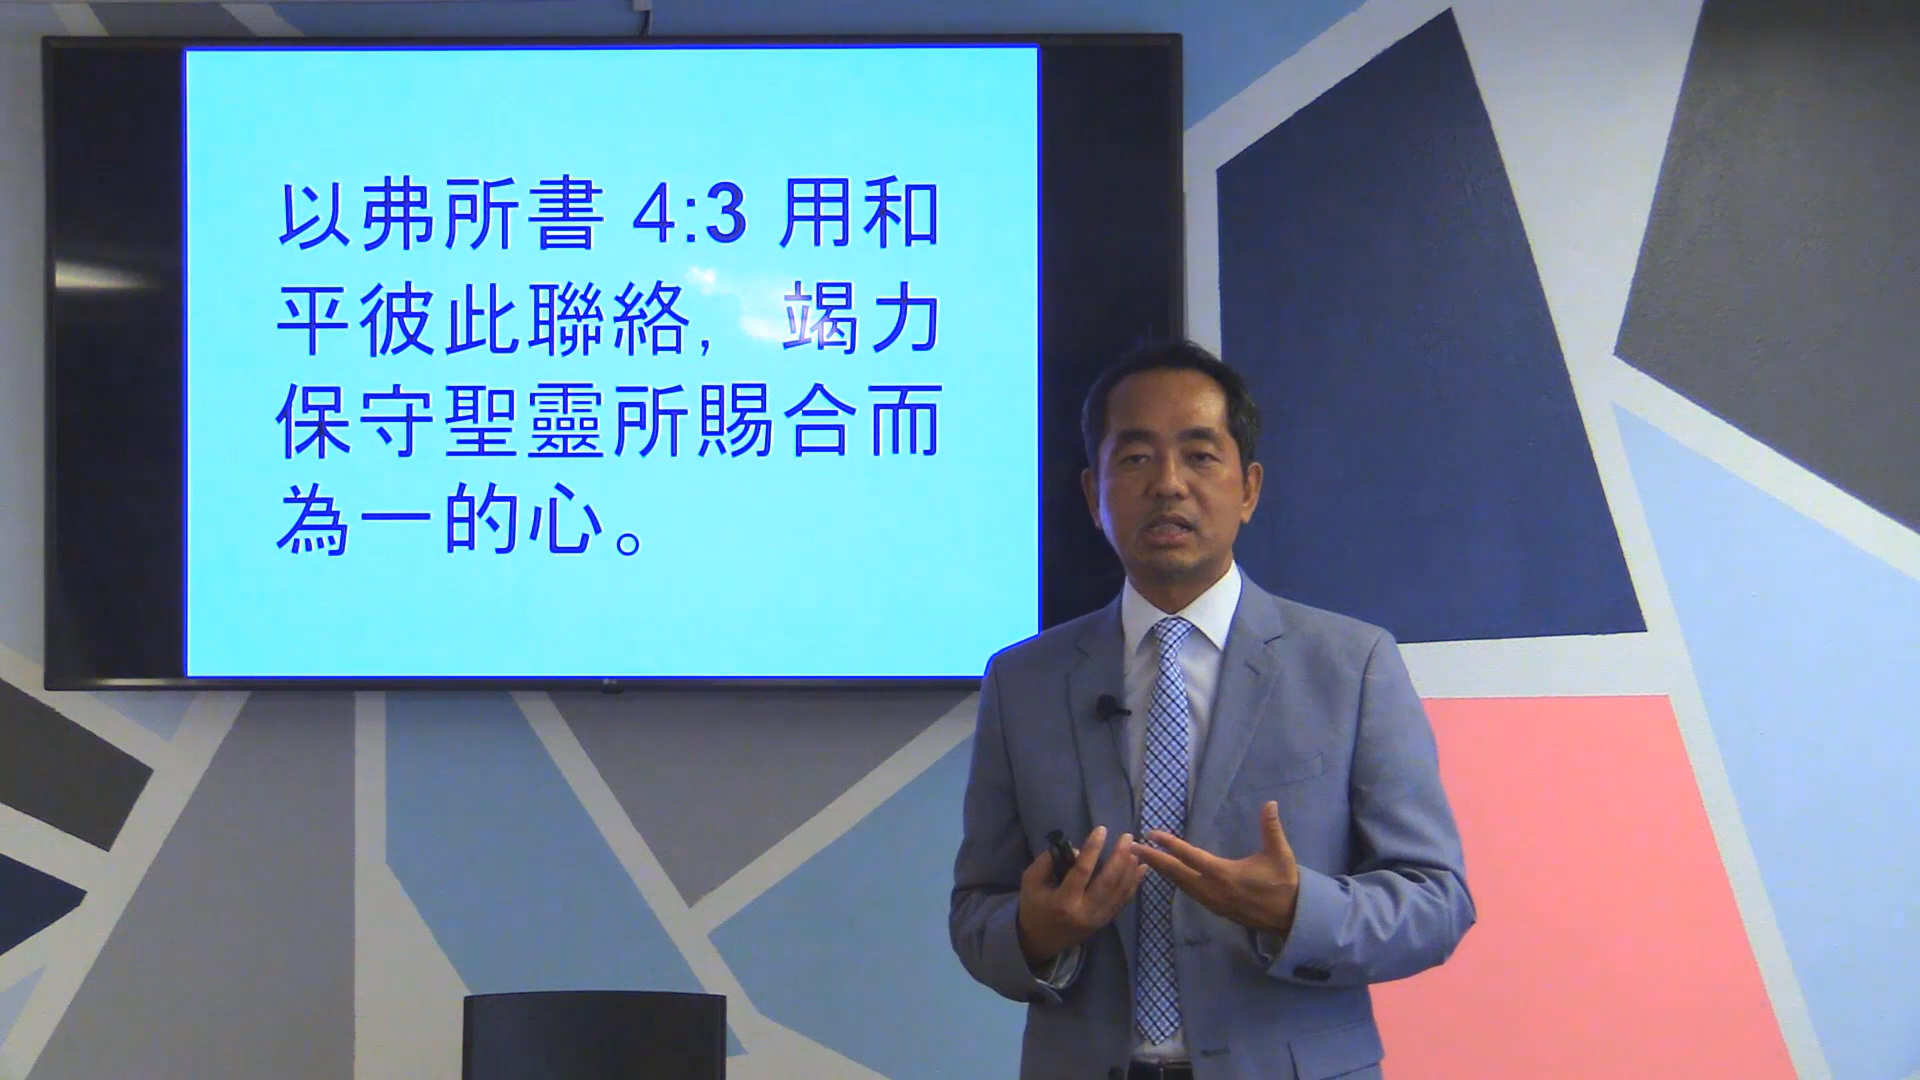 以弗所書 4:3 用和
平彼此聯絡，竭力
保守聖靈所賜合而
為一的心。